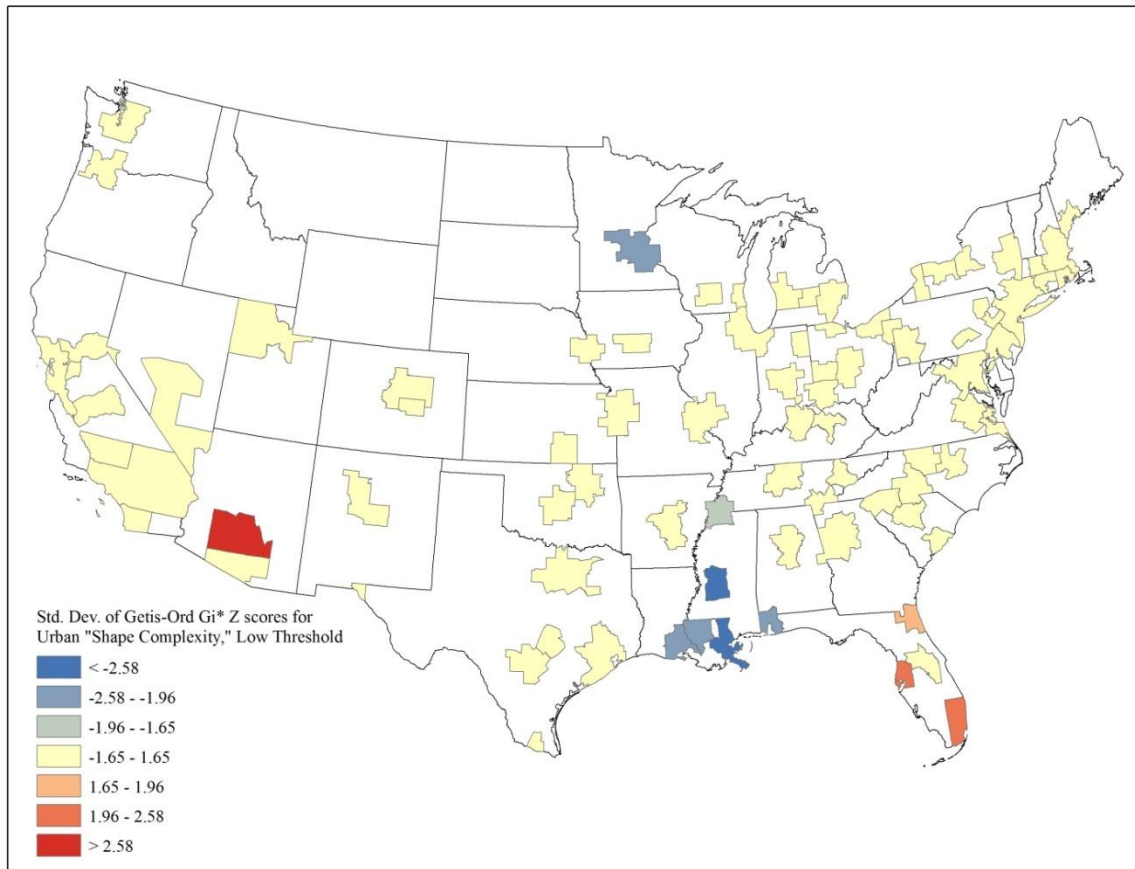 Std. Dev. of Getis-Ord Gi* Z scores for
Urban "Shape Complexity," Low Threshold
< -2.58
-2.58 - -1.96
-1.96 - -1.65
-1.65 - 1.65
1.65 - 1.96
1.96 - 2.58
> 2.58